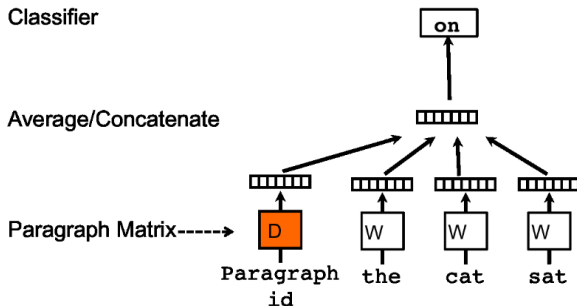 Classifier
on
Average/Concatenate
Paragraph Matrix
D
W
W
W
Paragraph
id
the
cat
sat